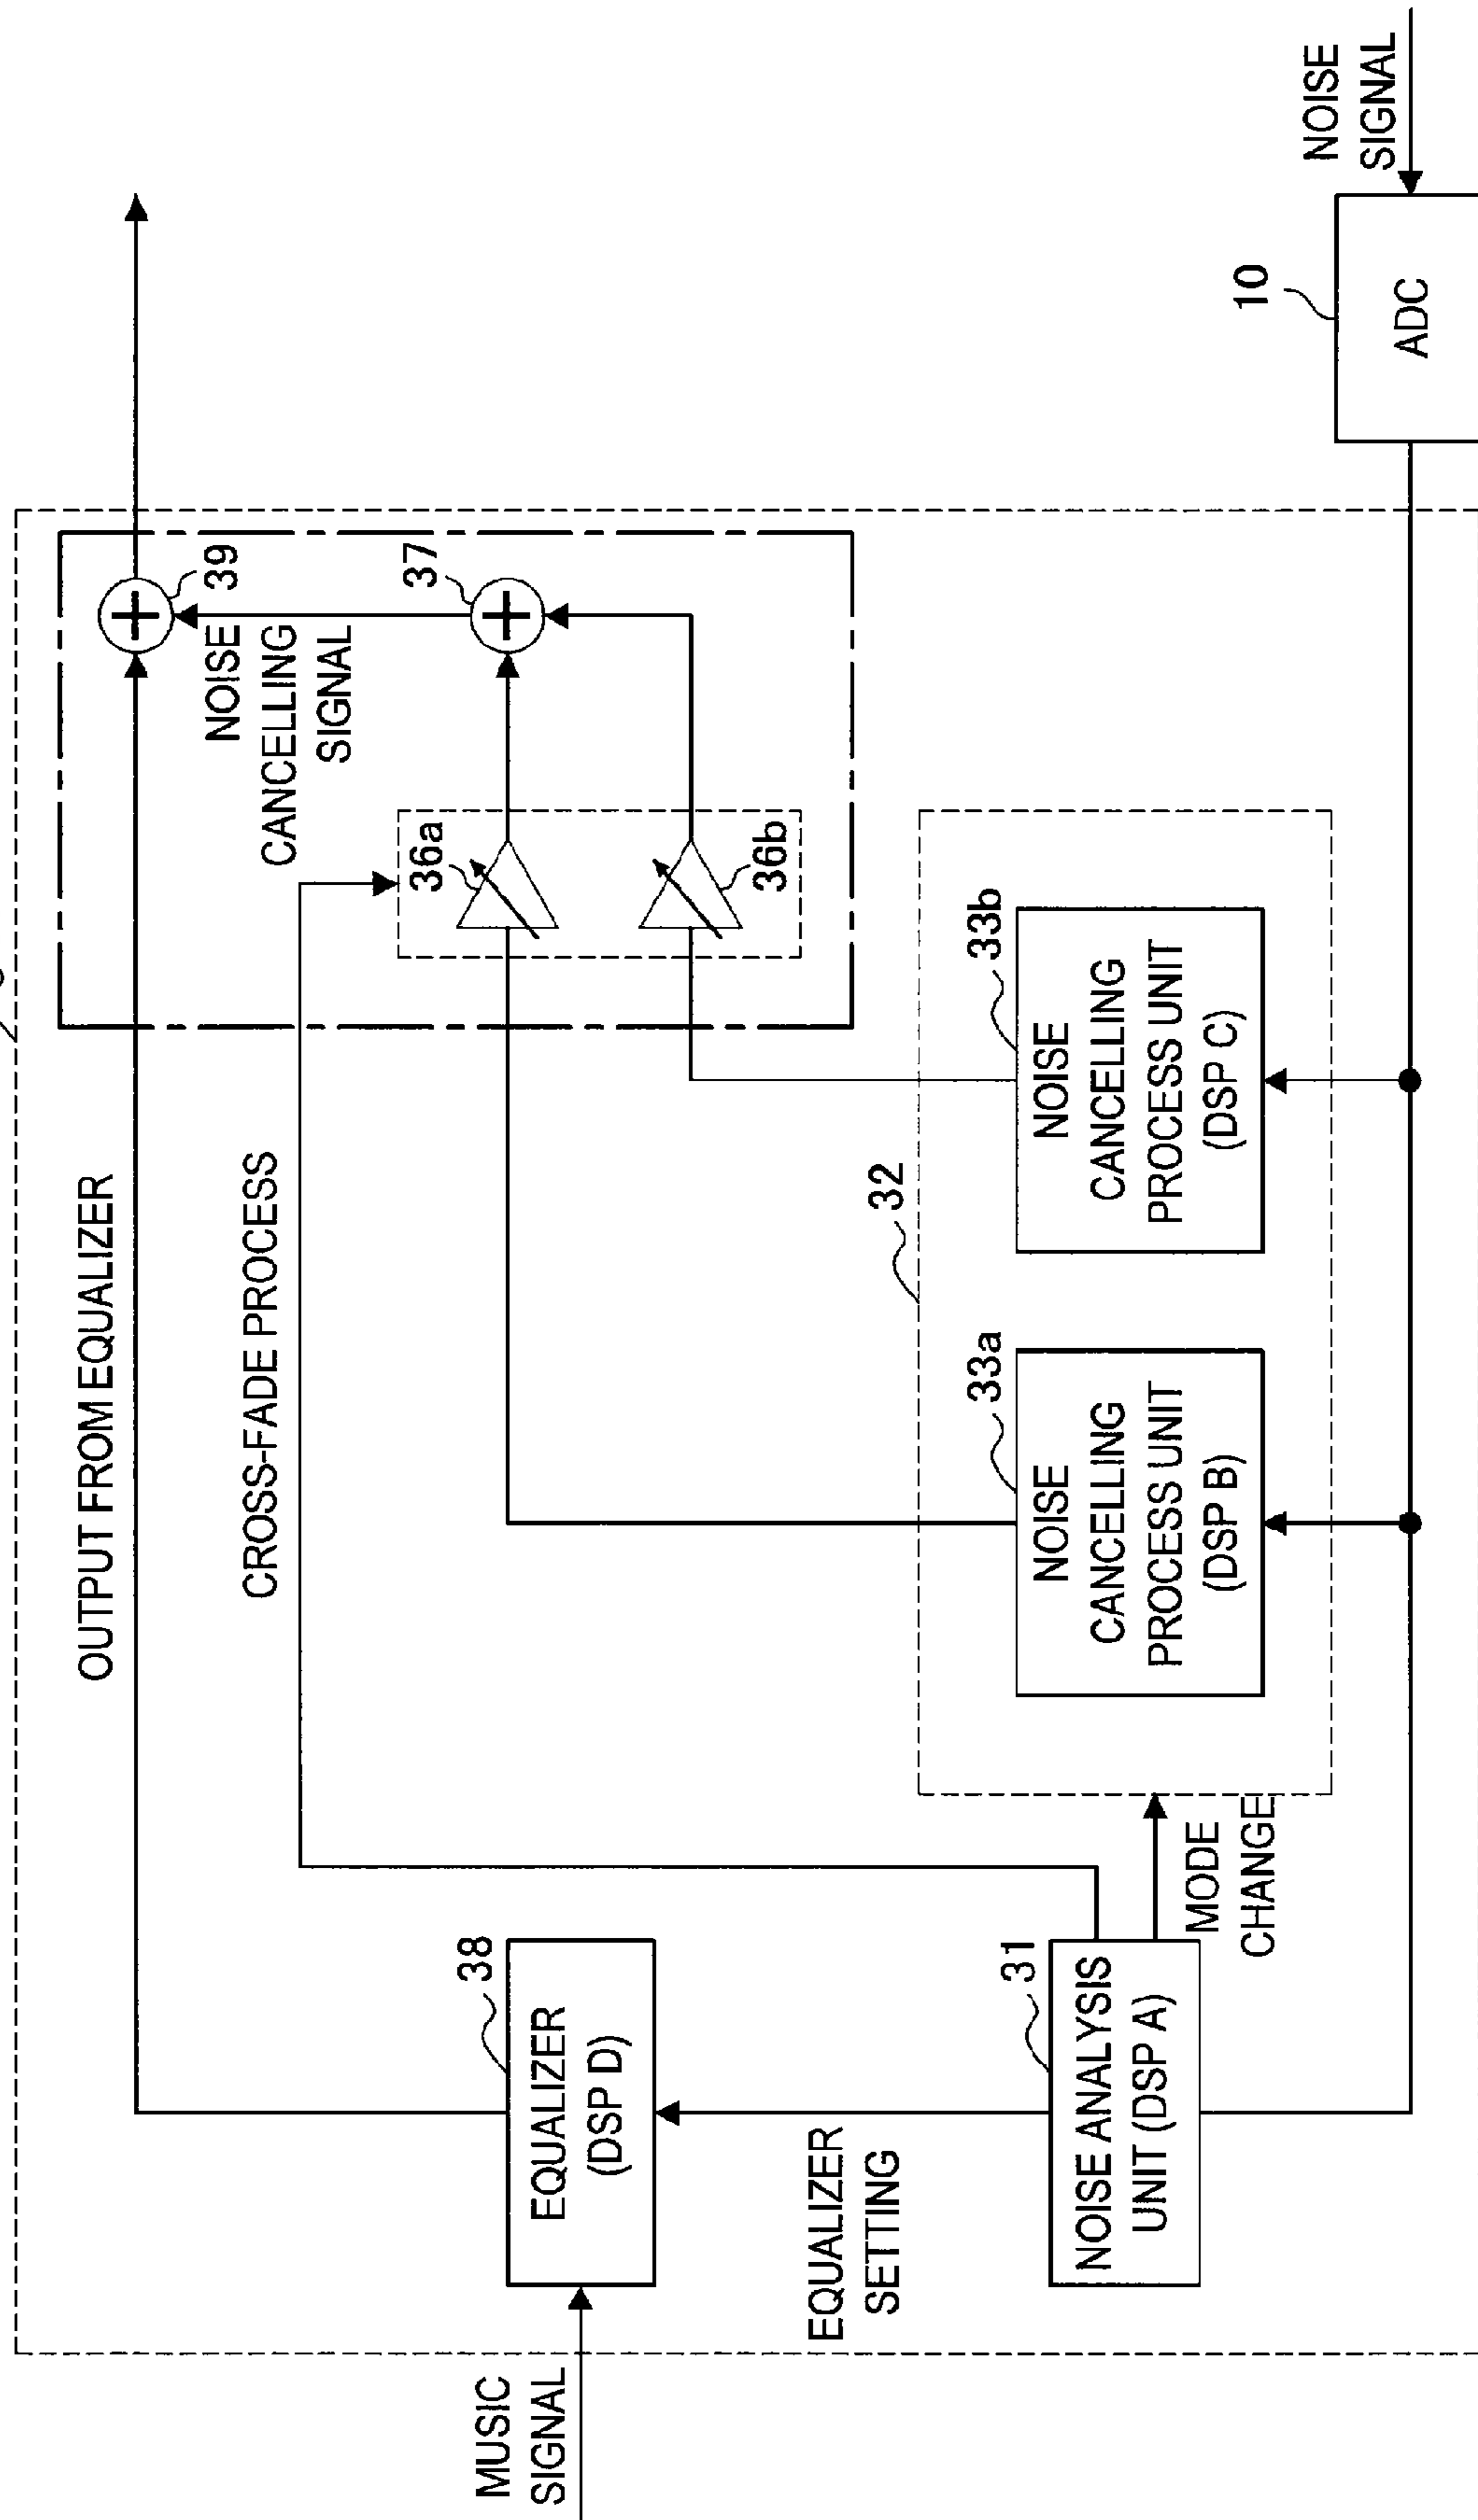 MUSIC
SIGNAL
OUTPUT FROM EQUALIZER
CROSS-FADE PROCESS
38
EQUALIZER
(DSP D)
EQUALIZER
SETTING
31
NOISE ANALYSIS
UNIT (DSP A)
MODE
CHANGE
32
33a
NOISE
CANCELLING
PROCESS UNIT
(DSP B)
33b
NOISE
CANCELLING
PROCESS UNIT
(DSP C)
36a
36b
37
39
NOISE
CANCELLING
SIGNAL
10
ADC
NOISE
SIGNAL